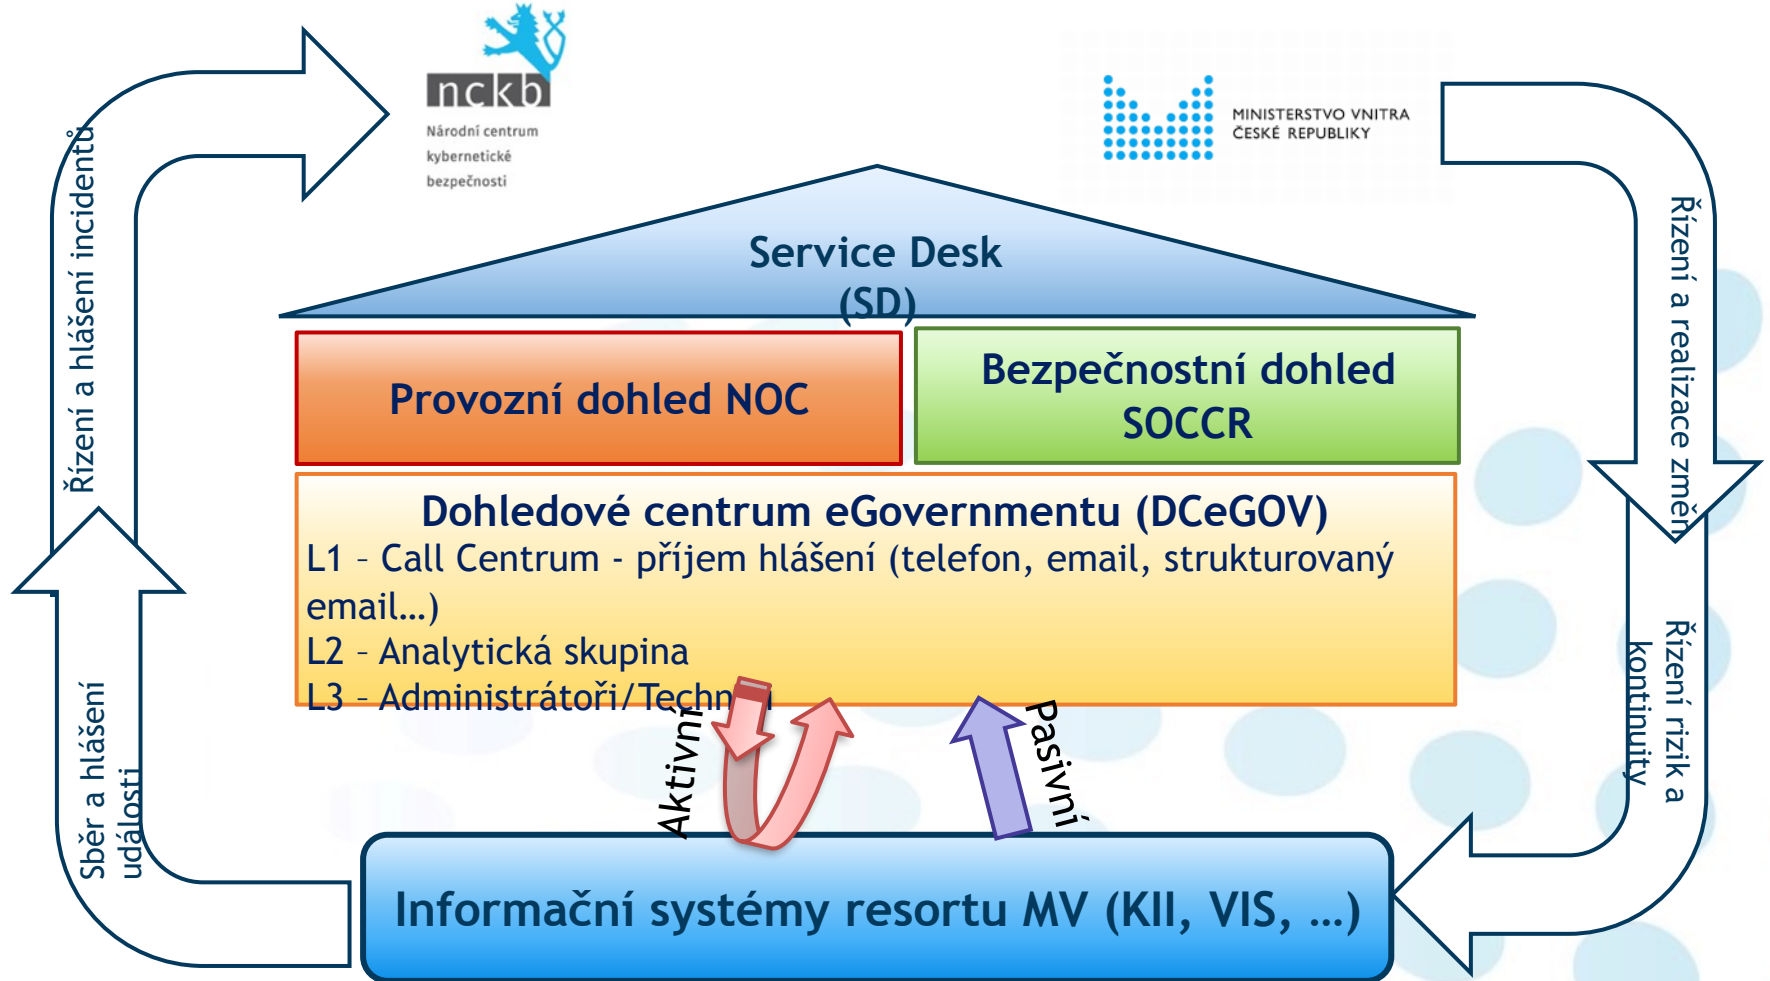 nckb
Národní centrum
kybernetické
bezpečnosti
MINISTERSTVO VNITRA
ČESKÉ REPUBLIKY
Řízení a hlášení incidentů
Sběr a hlášení
události
Service Desk
(SD)
Provozní dohled NOC
Bezpečnostní dohled
SOCCR
Dohledové centrum eGovernmentu (DCeGOV)
L1 – Call Centrum - příjem hlášení (telefon, email, strukturovaný
email…)
L2 – Analytická skupina
L3 – Administrátoři/
Aktivní
Pasivní
Řízení a realizace změn
Řízení rizik a
kontinuity
Informační systémy resortu MV (KII, VIS, …)